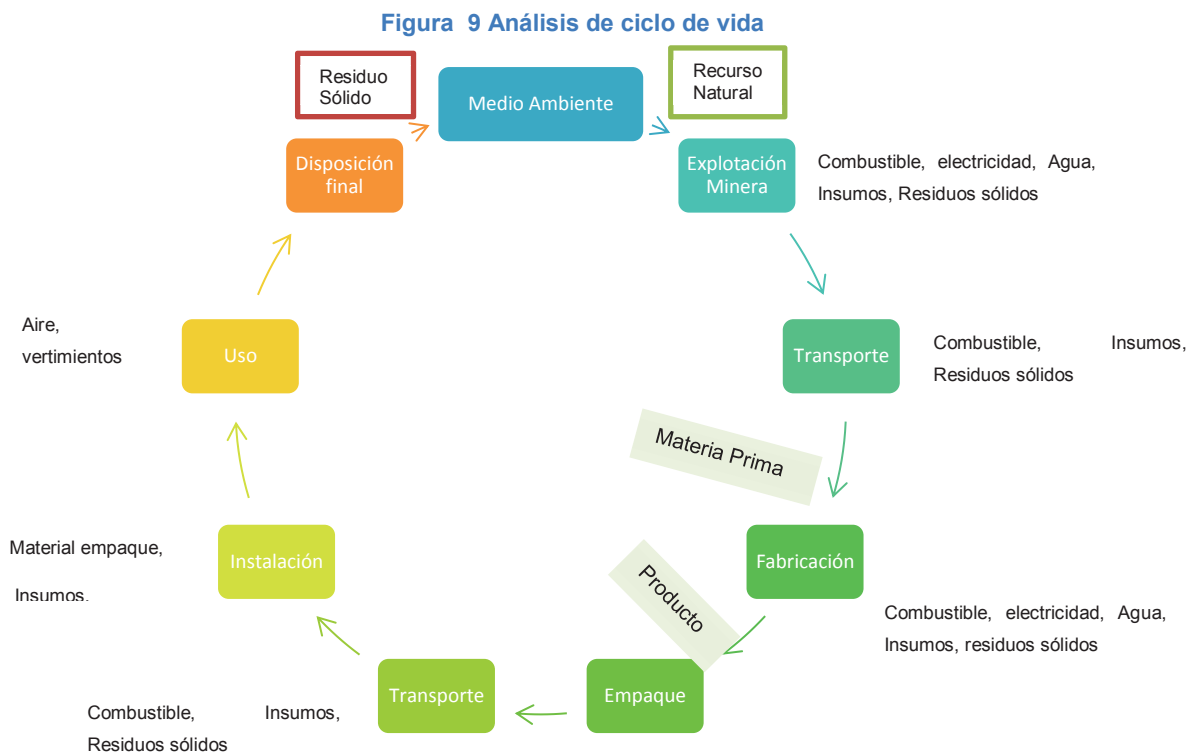 Figura 9 Análisis de ciclo de vida
Residuo
Sólido
Medio Ambiente
Recurso
Natural
Disposición
final
Explotación
Minera
Combustible, electricidad, Agua,
Insumos, Residuos sólidos
Aire,
vertimientos
Uso
Transporte
Combustible, Insumos,
Residuos sólidos
Materia Prima
Material empaque,
Insumos.
Instalación
Fabricación
Producto
Combustible, electricidad, Agua,
Insumos, residuos sólidos
Transporte
Empaque
Combustible, Insumos,
Residuos sólidos